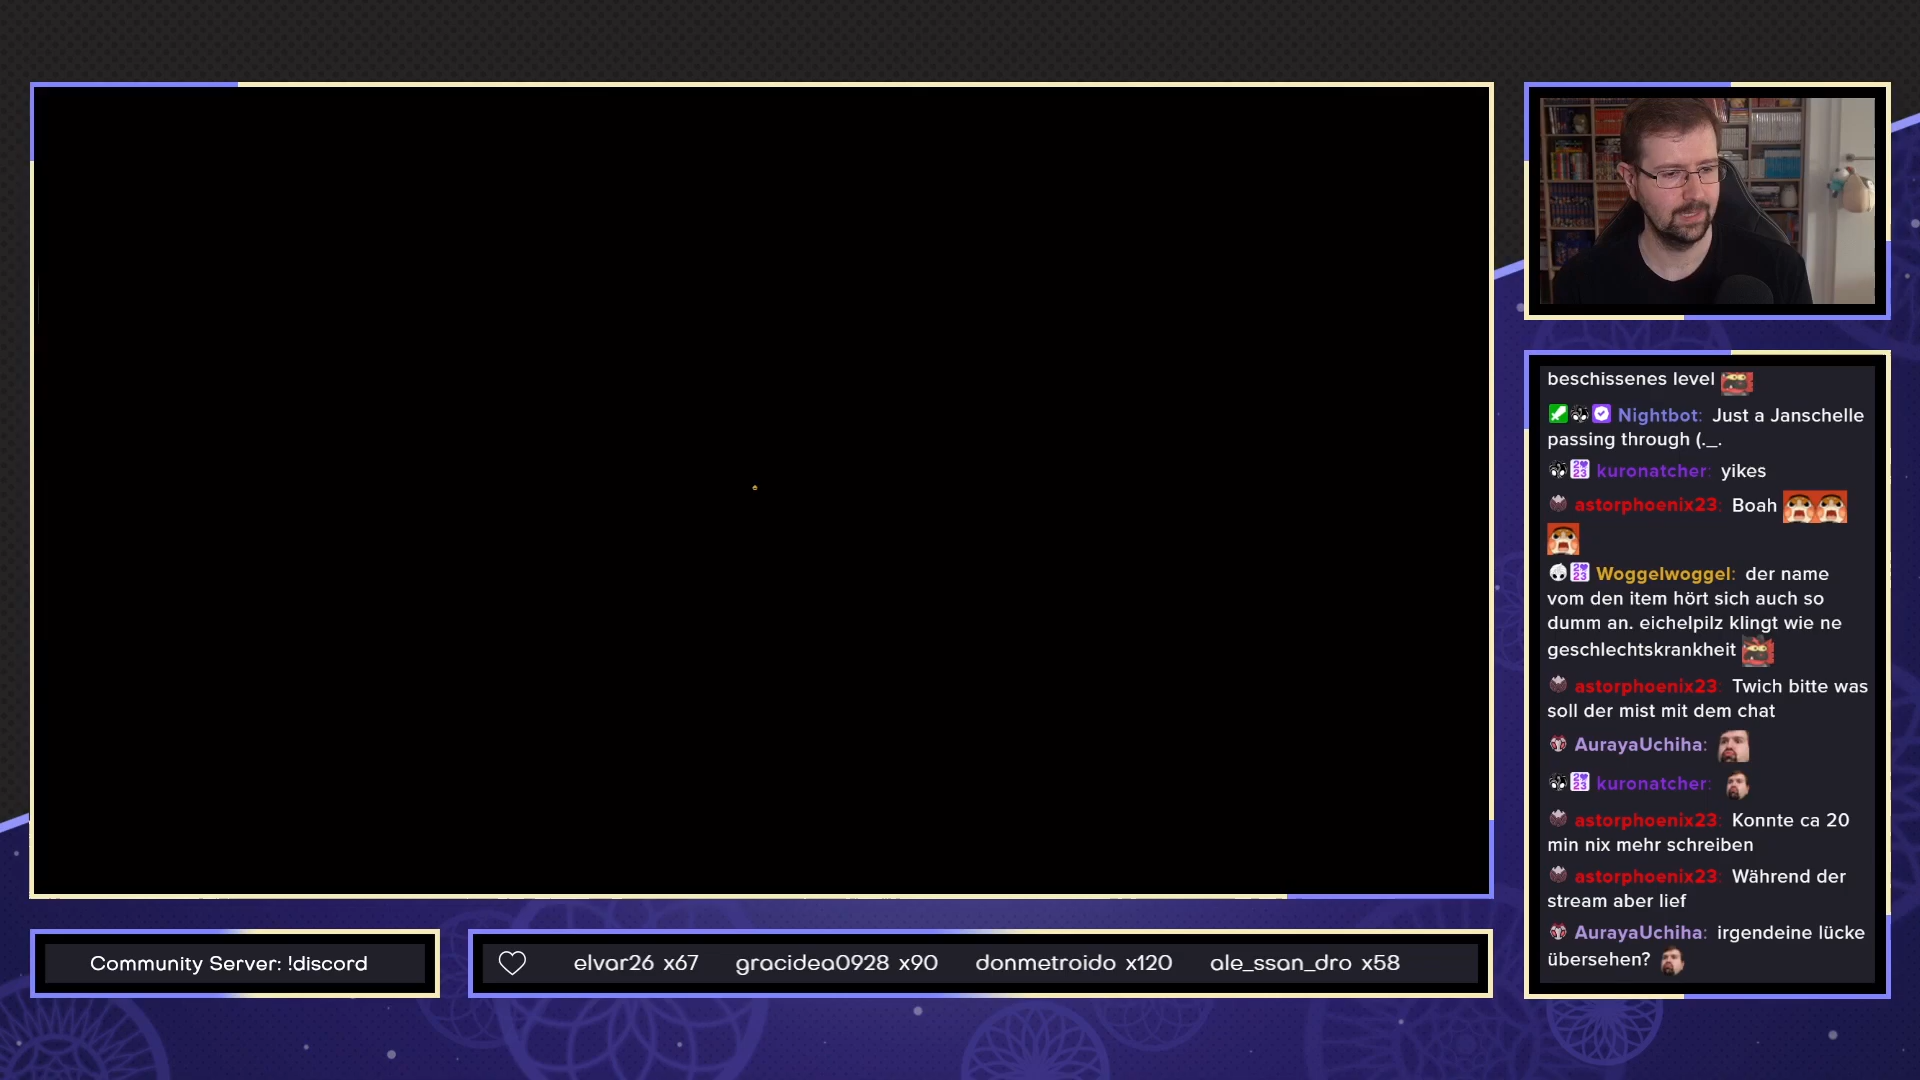 beschissenes level
Nightbot: Just a Janschelle
passing through (._.
kuronatcher: yikes
astorphoenix23: Boah
Woggelwoggel: der name
vom den item hört sich auch so
dumm an. eichelpilz klingt wie ne
geschlechtskrankheit
astorphoenix23: Twich bitte was
soll der mist mit dem chat
AurayaUchiha:
kuronatcher:
astorphoenix23: Konnte ca 20
min nix mehr schreiben
astorphoenix23: Während der
stream aber lief
AurayaUchiha: irgendeine lücke
übersehen?
Community Server: !discord
elvar26 x67 gracidea0928 x90 donmetroido x120 ale_ssan_dro x58